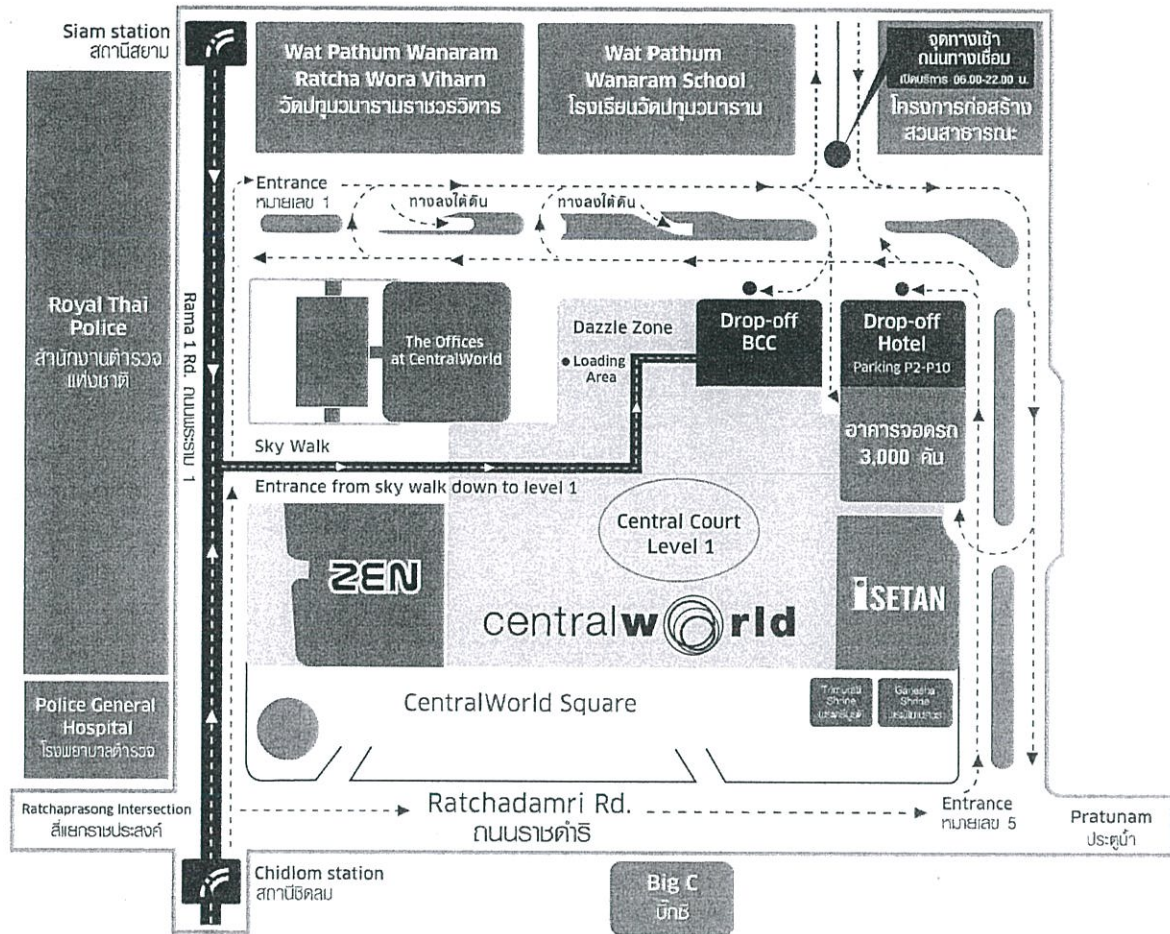 Siam station
สถานีสยาม
Wat Pathum Wanaram
Ratcha Wora Viharn
วัดปทุมวนารามราชวรวิหาร
Wat Pathum
Wanaram School
โรงเรียนวัดปทุมวนาราม
จุดทางเข้า
ถนนทางเชื่อม
เปิดบริการ 06.00-22.00 น.
โครงการก่อสร้าง
สวนสาธารณะ
Entrance
หมายเลข 1
ทางลงใต้ดิน
ทางลงใต้ดิน
Royal Thai
Police
สำนักงานตำรวจ
แห่งชาติ
Rama 1 Rd. ถนนพระราม 1
The Offices
at CentralWorld
Dazzle Zone
Loading
Area
Drop-off
BCC
Drop-off
Hotel
Parking P2-P10
อาคารจอดรถ
3,000 คัน
Sky Walk
Entrance from sky walk down to level 1
Central Court
Level 1
ZEN
ISETAN
centralworld
CentralWorld Square
Trimurati
Shrine
Ganesha
Shrine
Police General
Hospital
โรงพยาบาลตำรวจ
Ratchaprasong Intersection
สี่แยกราชประสงค์
Ratchadamri Rd.
ถนนราชดำริ
Entrance
หมายเลข 5
Pratunam
ประตูน้ำ
Chidlom station
สถานีชิดลม
Big C
บิ๊กซี